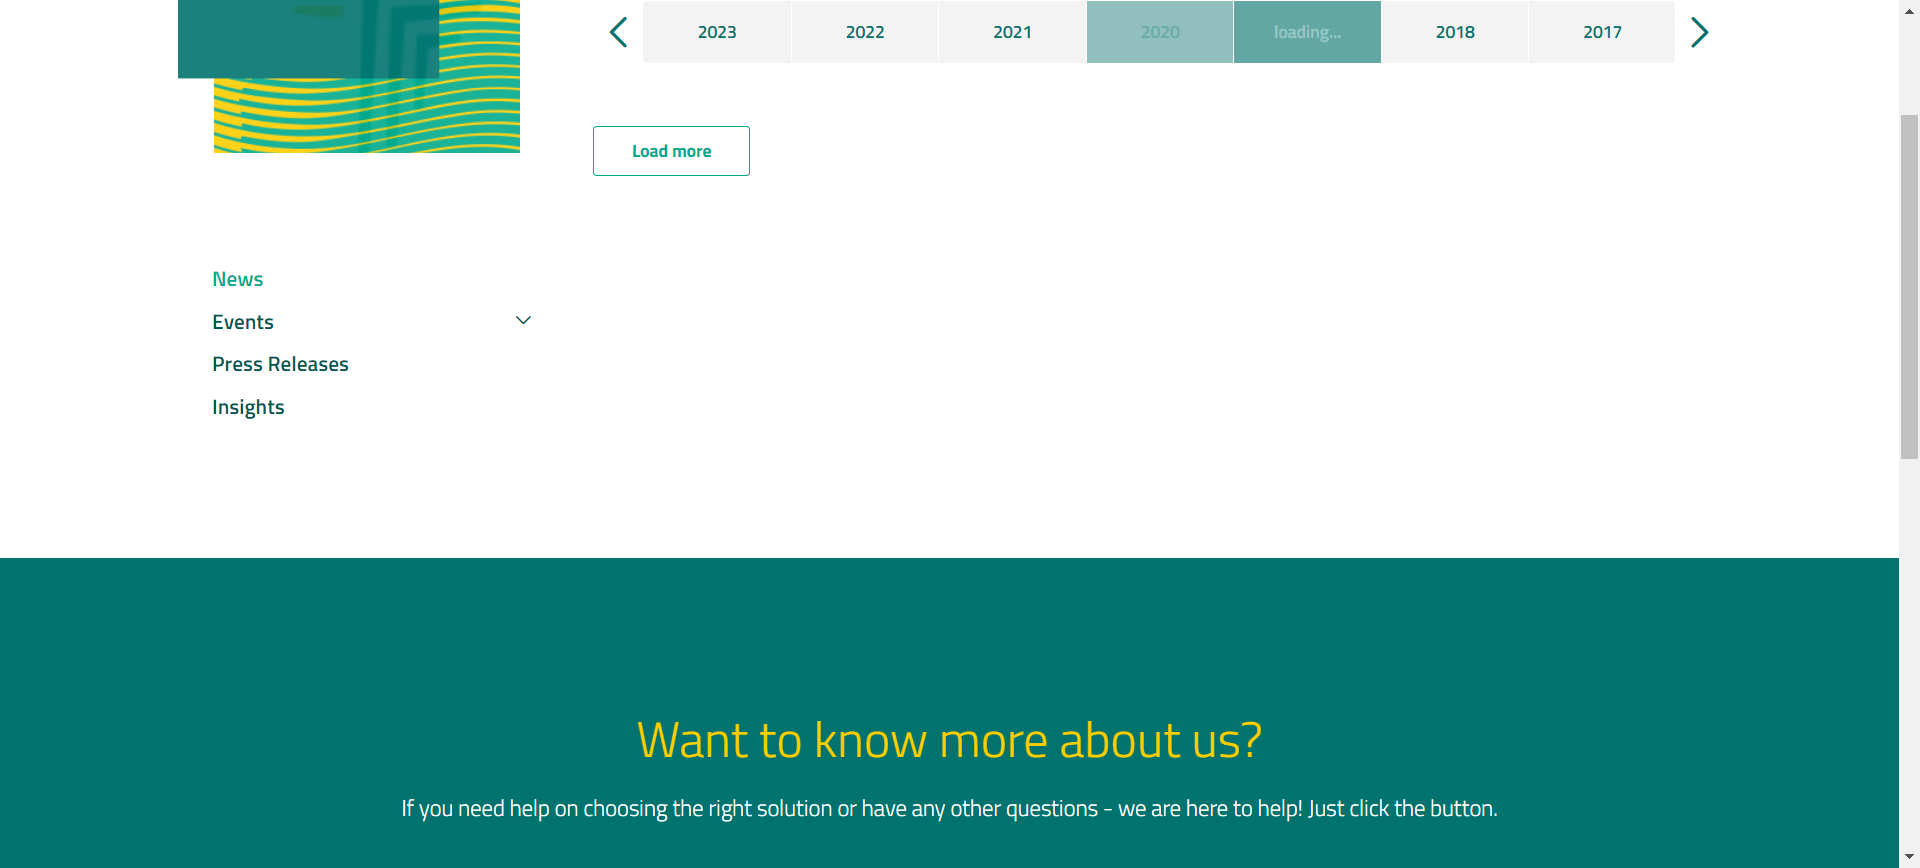 2023 2022 2021 2020 loading... 2018 2017
Load more
News
Events
Press Releases
Insights
Want to know more about us?
If you need help on choosing the right solution or have any other questions - we are here to help! Just click the button.